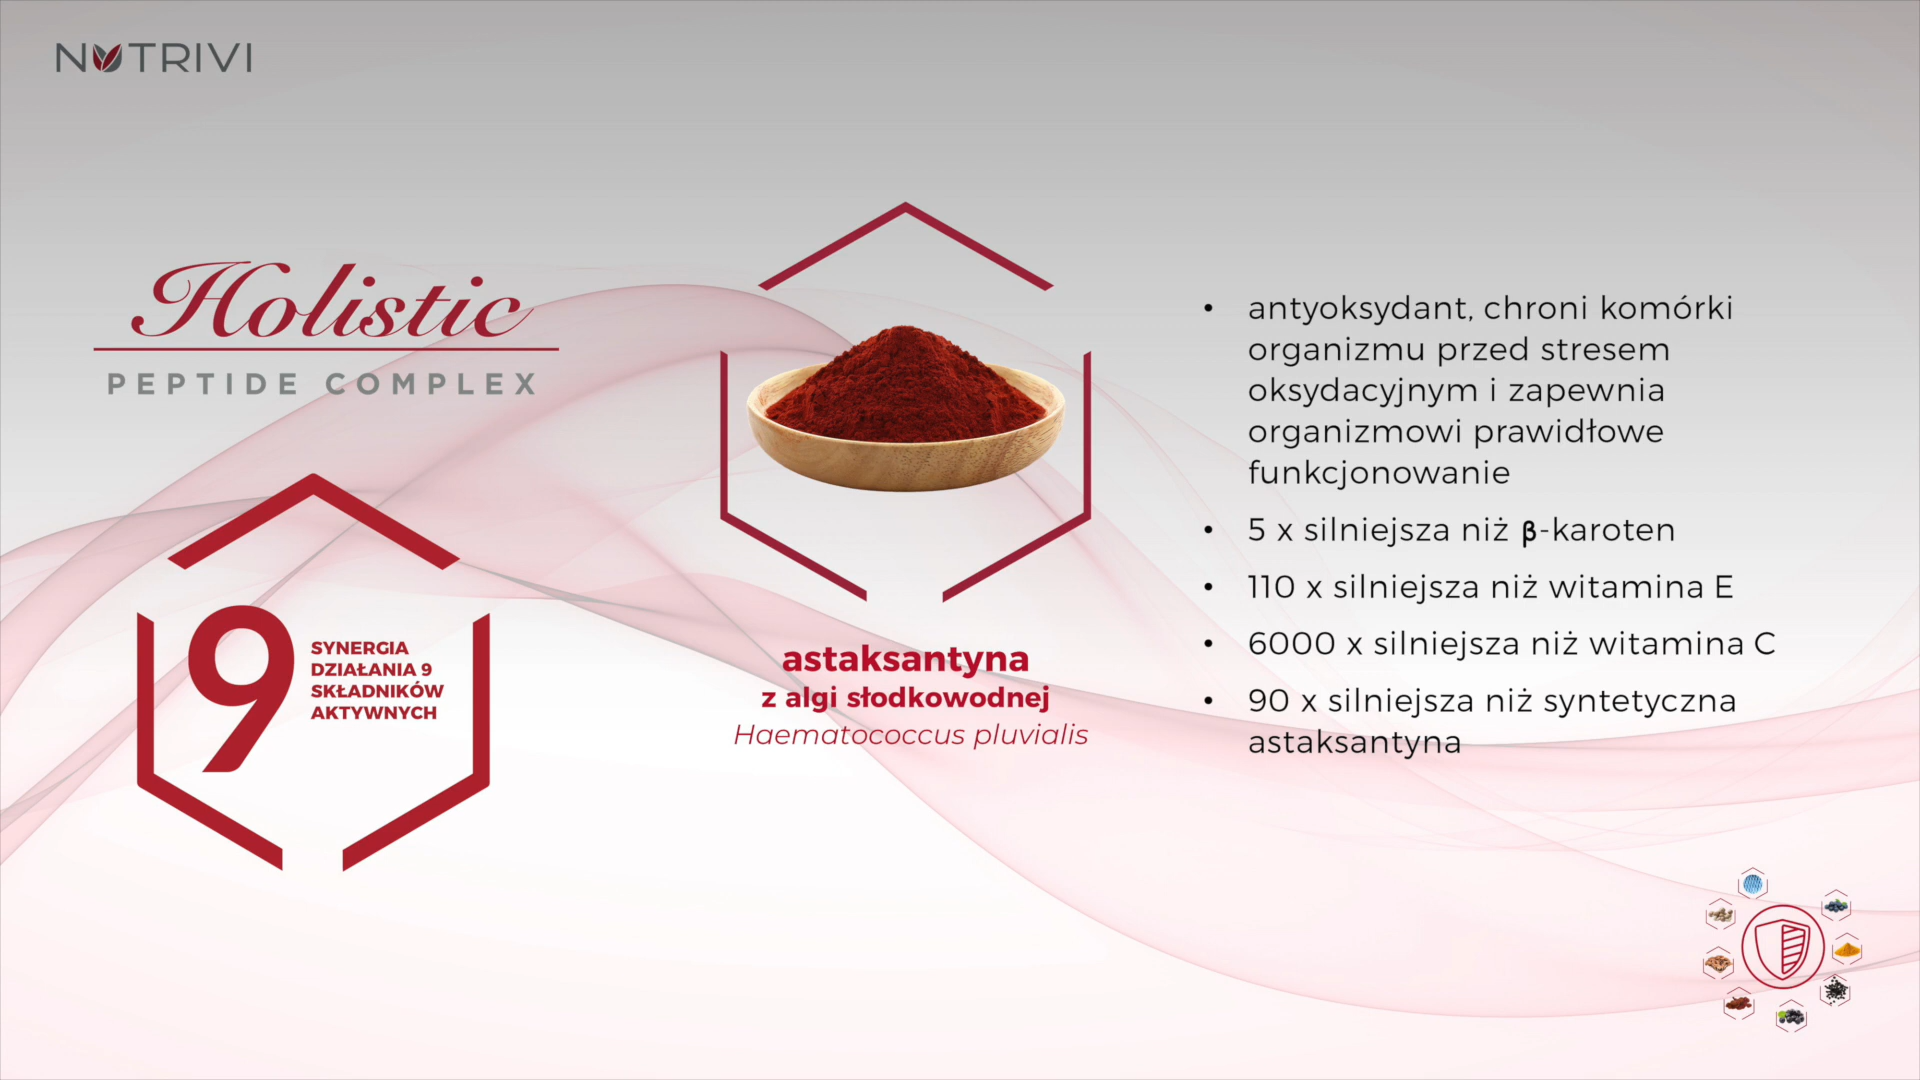 NUTRIVI
Holistic
PEPTIDE COMPLEX
9
SYNERGIA
DZIAŁANIA 9
SKŁADNIKÓW
AKTYWNYCH
astaksantyna
z algi słodkowodnej
Haematococcus pluvialis
• antyoksydant, chroni komórki
organizmu przed stresem
oksydacyjnym i zapewnia
organizmowi prawidłowe
funkcjonowanie
• 5 x silniejsza niż β-karoten
• 110 x silniejsza niż witamina E
• 6000 x silniejsza niż witamina C
• 90 x silniejsza niż syntetyczna
astaksantyna